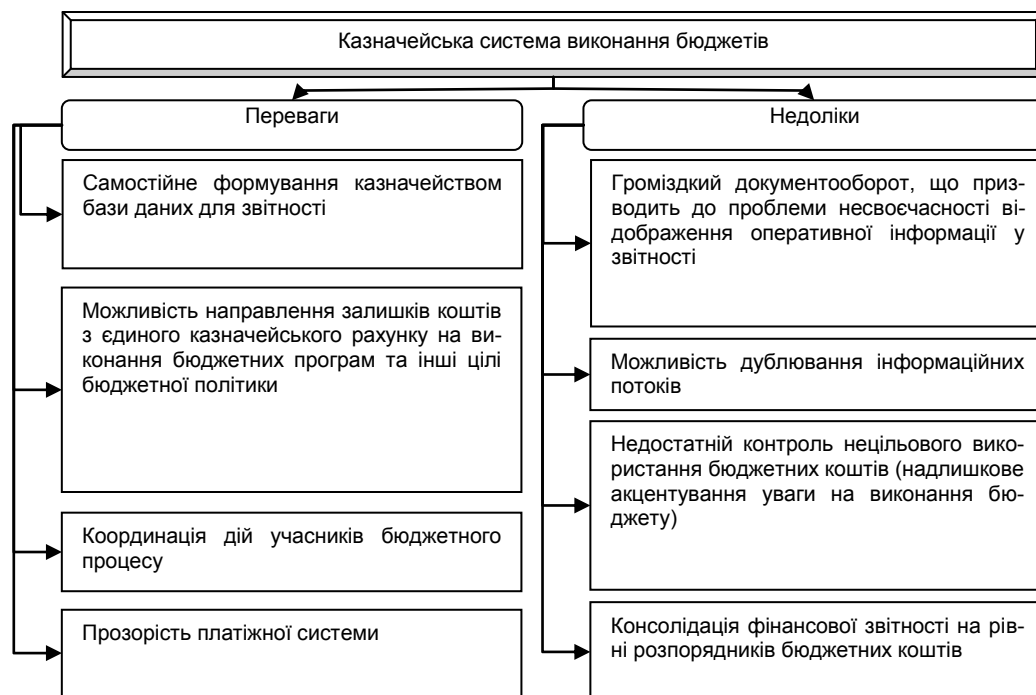 Казначейська система виконання бюджетів
Переваги
Самостійне формування казначейством
бази даних для звітності
Можливість направлення залишків коштів
з єдиного казначейського рахунку на ви-
конання бюджетних програм та інші цілі
бюджетної політики
Координація дій учасників бюджетного
процесу
Прозорість платіжної системи
Недоліки
Громіздкий документооборот, що приз-
водить до проблеми несвоєчасності ві-
дображення оперативної інформації у
звітності
Можливість дублювання інформаційних
потоків
Недостатній контроль нецільового вико-
ристання бюджетних коштів (надлишкове
акцентування уваги на виконання бю-
джету)
Консолідація фінансової звітності на рів-
ні розпорядників бюджетних коштів